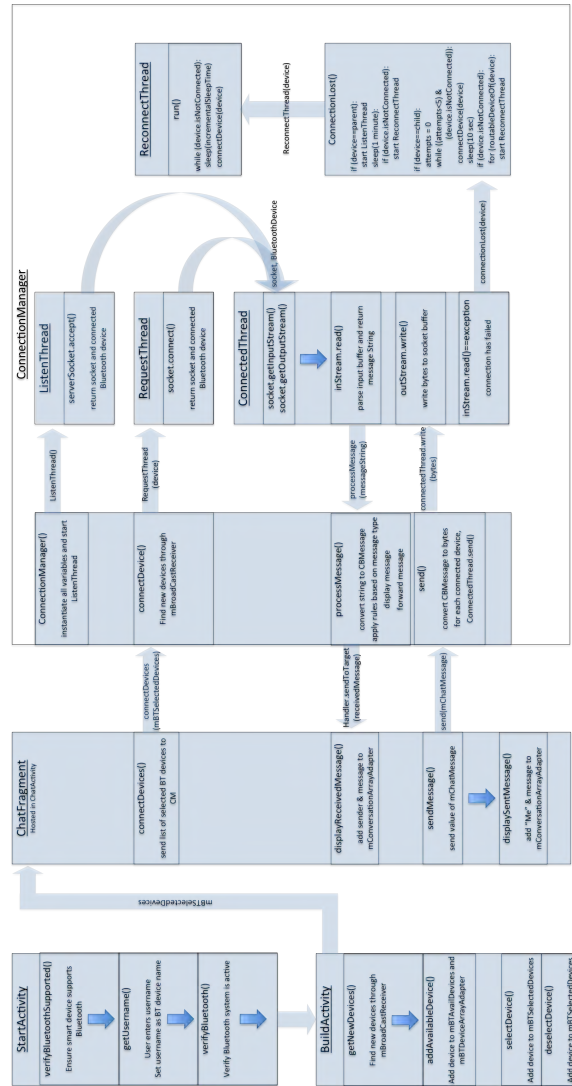 StartActivity
verifyBluetoothSupported()
Ensure smart device supports
Bluetooth
getUsername()
User enters username
Set username as BT device name
verifyBluetooth()
Verify Bluetooth system is active
BuildActivity
getNewDevices()
Find new devices through
mBroadCastReceiver
addAvailableDevice()
Add device to mBTAvailDevices and
mBTDeviceArrayAdapter
selectDevice()
Add device to mBTSelectedDevices
deselectDevice()
Add device to mBTSelectedDevices
mBTSelectedDevices
ChatFragment
Hosted in ChatActivity
connectDevices()
send list of selected BT devices to
CM
displayReceivedMessage()
add sender & message to
mConversationArrayAdapter
sendMessage()
send value of mChatMessage
displaySentMessage()
add "Me" & message to
mConversationArrayAdapter
connectDevices
(mBTSelectedDevices)
Handler.sendToTarget
(receivedMessage)
send(mChatMessage)
ConnectionManager
ConnectionManager()
instantiate all variables and start
ListenThread
connectDevice()
Find new devices through
mBroadCastReceiver
processMessage()
convert string to CBMessage
apply rules based on message type
display message
forward message
send()
convert CBMessage to bytes
for each connected device,
ConnectedThread.send()
ListenThread()
RequestThread
(device)
processMessage
(messageString)
connectedThread.write
(bytes)
ListenThread
serverSocket.accept()
return socket and connected
Bluetooth device
RequestThread
socket.connect()
return socket and connected
Bluetooth device
ConnectedThread
socket.getInputStream()
socket.getOutputStream()
inStream.read()
parse input buffer and return
message String
outStream.write()
write bytes to socket buffer
inStream.read()==exception
connection has failed
socket, BluetoothDevice
connectionLost(device)
ReconnectThread
run()
while (device.isNotConnected):
sleep(incrementalSleepTime)
connectDevice(device)
ReconnectThread(device)
ConnectionLost()
if (device==parent):
start ListenThread
sleep(1 minute):
if (device.isNotConnected):
start ReconnectThread
if (device==child):
attempts = 0
while ((attempts<5) &
(device.isNotConnected)):
connectDevice(device)
sleep(10 sec)
if (device.isNotConnected):
for (routableDeviceOf(device):
start ReconnectThread